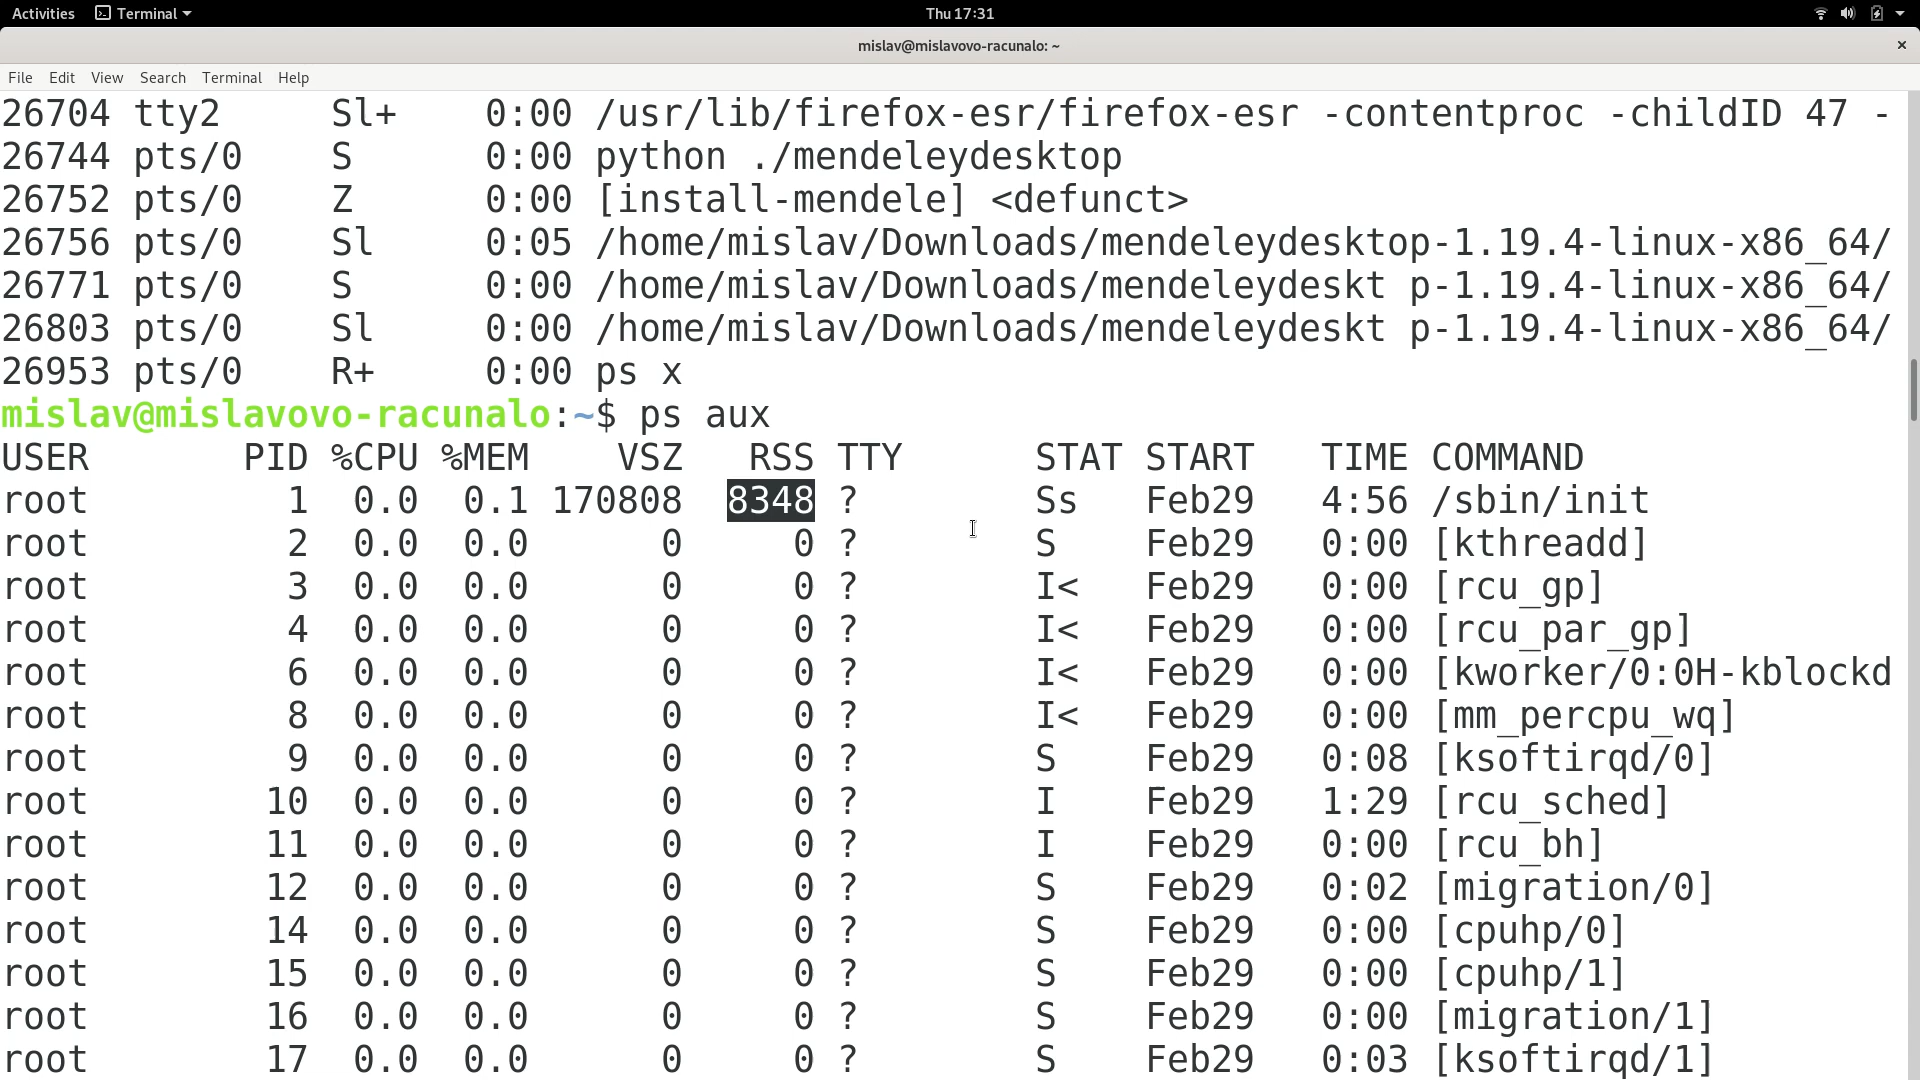 Activities Terminal Thu 17:31
mislav@mislavovo-racunalo: ~
File Edit View Search Terminal Help
26704 tty2     Sl+    0:00 /usr/lib/firefox-esr/firefox-esr -contentproc -childID 47 -
26744 pts/0    S      0:00 python ./mendeleydesktop
26752 pts/0    Z      0:00 [install-mendele] <defunct>
26756 pts/0    Sl     0:05 /home/mislav/Downloads/mendeleydesktop-1.19.4-linux-x86_64/
26771 pts/0    S      0:00 /home/mislav/Downloads/mendeleydeskt p-1.19.4-linux-x86_64/
26803 pts/0    Sl     0:00 /home/mislav/Downloads/mendeleydeskt p-1.19.4-linux-x86_64/
26953 pts/0    R+     0:00 ps x
mislav@mislavovo-racunalo:~$ ps aux
USER       PID %CPU %MEM    VSZ   RSS TTY      STAT START   TIME COMMAND
root         1  0.0  0.1 170808  8348 ?        Ss   Feb29   4:56 /sbin/init
root         2  0.0  0.0      0     0 ?        S    Feb29   0:00 [kthreadd]
root         3  0.0  0.0      0     0 ?        I<   Feb29   0:00 [rcu_gp]
root         4  0.0  0.0      0     0 ?        I<   Feb29   0:00 [rcu_par_gp]
root         6  0.0  0.0      0     0 ?        I<   Feb29   0:00 [kworker/0:0H-kblockd
root         8  0.0  0.0      0     0 ?        I<   Feb29   0:00 [mm_percpu_wq]
root         9  0.0  0.0      0     0 ?        S    Feb29   0:08 [ksoftirqd/0]
root        10  0.0  0.0      0     0 ?        I    Feb29   1:29 [rcu_sched]
root        11  0.0  0.0      0     0 ?        I    Feb29   0:00 [rcu_bh]
root        12  0.0  0.0      0     0 ?        S    Feb29   0:02 [migration/0]
root        14  0.0  0.0      0     0 ?        S    Feb29   0:00 [cpuhp/0]
root        15  0.0  0.0      0     0 ?        S    Feb29   0:00 [cpuhp/1]
root        16  0.0  0.0      0     0 ?        S    Feb29   0:00 [migration/1]
root        17  0.0  0.0      0     0 ?        S    Feb29   0:03 [ksoftirqd/1]